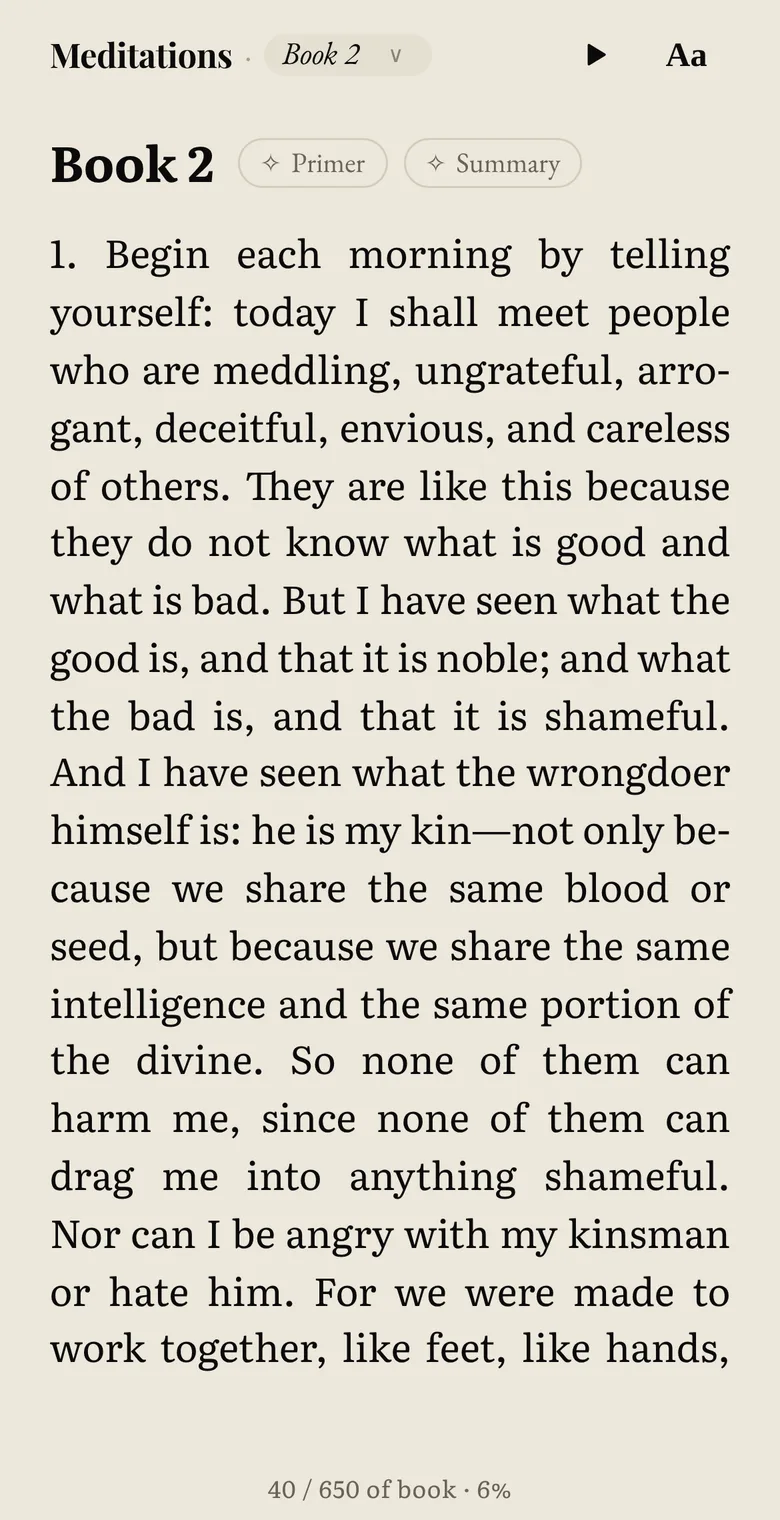 Meditations · Book 2 ∨ ▶ Aa
Book 2 ✧ Primer ✧ Summary
1. Begin each morning by telling
yourself: today I shall meet people
who are meddling, ungrateful, arro-
gant, deceitful, envious, and careless
of others. They are like this because
they do not know what is good and
what is bad. But I have seen what the
good is, and that it is noble; and what
the bad is, and that it is shameful.
And I have seen what the wrongdoer
himself is: he is my kin—not only be-
cause we share the same blood or
seed, but because we share the same
intelligence and the same portion of
the divine. So none of them can
harm me, since none of them can
drag me into anything shameful.
Nor can I be angry with my kinsman
or hate him. For we were made to
work together, like feet, like hands,
40 / 650 of book · 6%